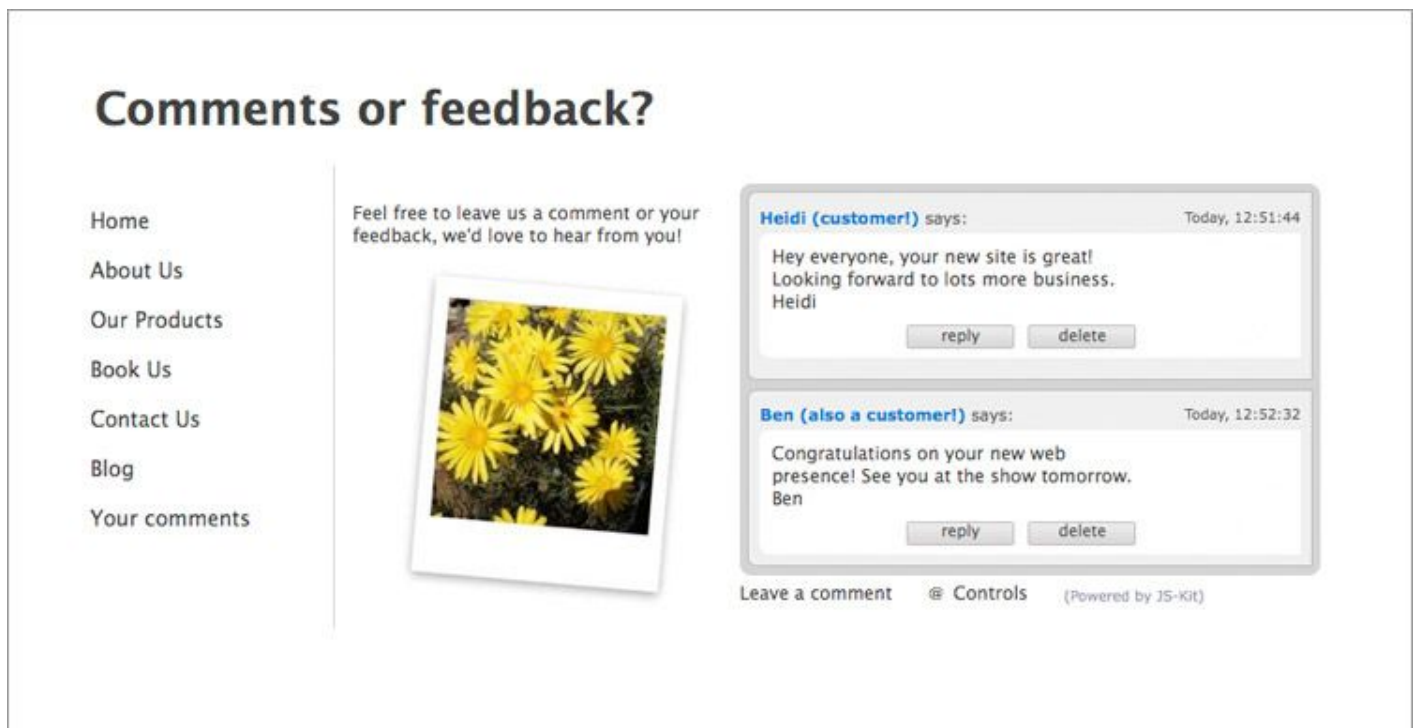 Comments or feedback?
Home
About Us
Our Products
Book Us
Contact Us
Blog
Your comments
Feel free to leave us a comment or your
feedback, we'd love to hear from you!
Heidi (customer!) says: Today, 12:51:44
Hey everyone, your new site is great!
Looking forward to lots more business.
Heidi
reply delete
Ben (also a customer!) says: Today, 12:52:32
Congratulations on your new web
presence! See you at the show tomorrow.
Ben
reply delete
Leave a comment @ Controls (Powered by JS-Kit)